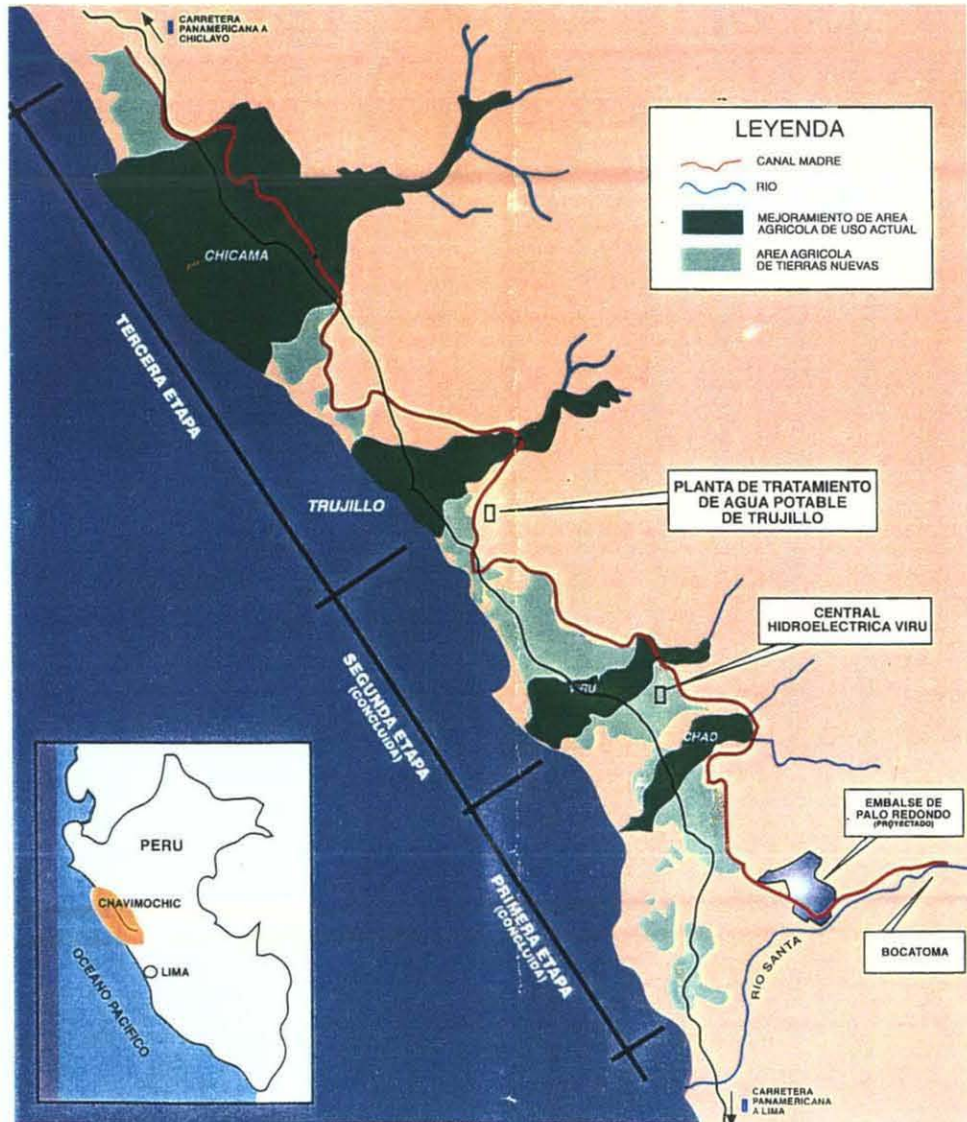 CARRETERA
PANAMERICANA A
CHICLAYO
LEYENDA
CANAL MADRE
RIO
MEJORAMIENTO DE AREA
AGRICOLA DE USO ACTUAL
AREA AGRICOLA
DE TIERRAS NUEVAS
CHICAMA
TERCERA ETAPA
TRUJILLO
PLANTA DE TRATAMIENTO
DE AGUA POTABLE
DE TRUJILLO
CENTRAL
HIDROELECTRICA VIRU
VIRU
CHAO
SEGUNDA ETAPA
(CONCLUIDA)
EMBALSE DE
PALO REDONDO
(PROYECTADO)
PRIMERA ETAPA
(CONCLUIDA)
RIO SANTA
BOCATOMA
PERU
CHAVIMOCHIC
LIMA
OCEANO PACIFICO
CARRETERA
PANAMERICANA
A LIMA